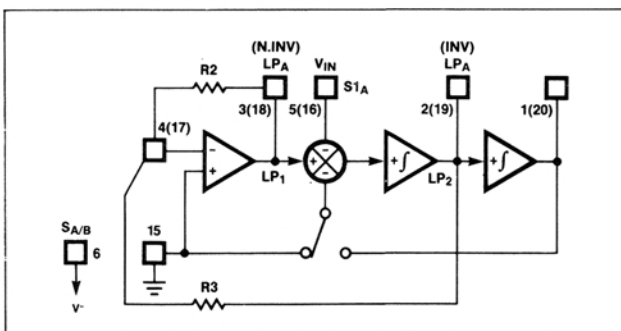 (N.INV) (INV)
R2 LPA VIN LPA
S1A
3(18) 5(16) 2(19) 1(20)
4(17)
- - + ∫ + ∫
+ + -
LP1 LP2
SA/B 15
6
R3
V-